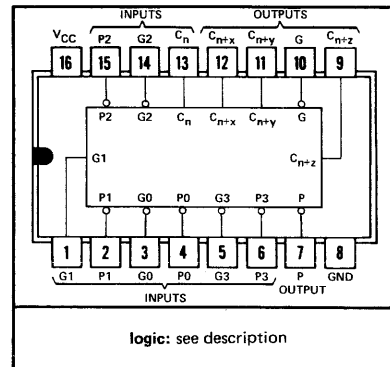 INPUTS OUTPUTS
VCC P2 G2 Cn Cn+x Cn+y G Cn+z
16 15 14 13 12 11 10 9
P2 G2 Cn Cn+x Cn+y G
G1 Cn+z
P1 G0 P0 G3 P3 P
1 2 3 4 5 6 7 8
G1 P1 G0 P0 G3 P3 P GND
INPUTS OUTPUT
logic: see description